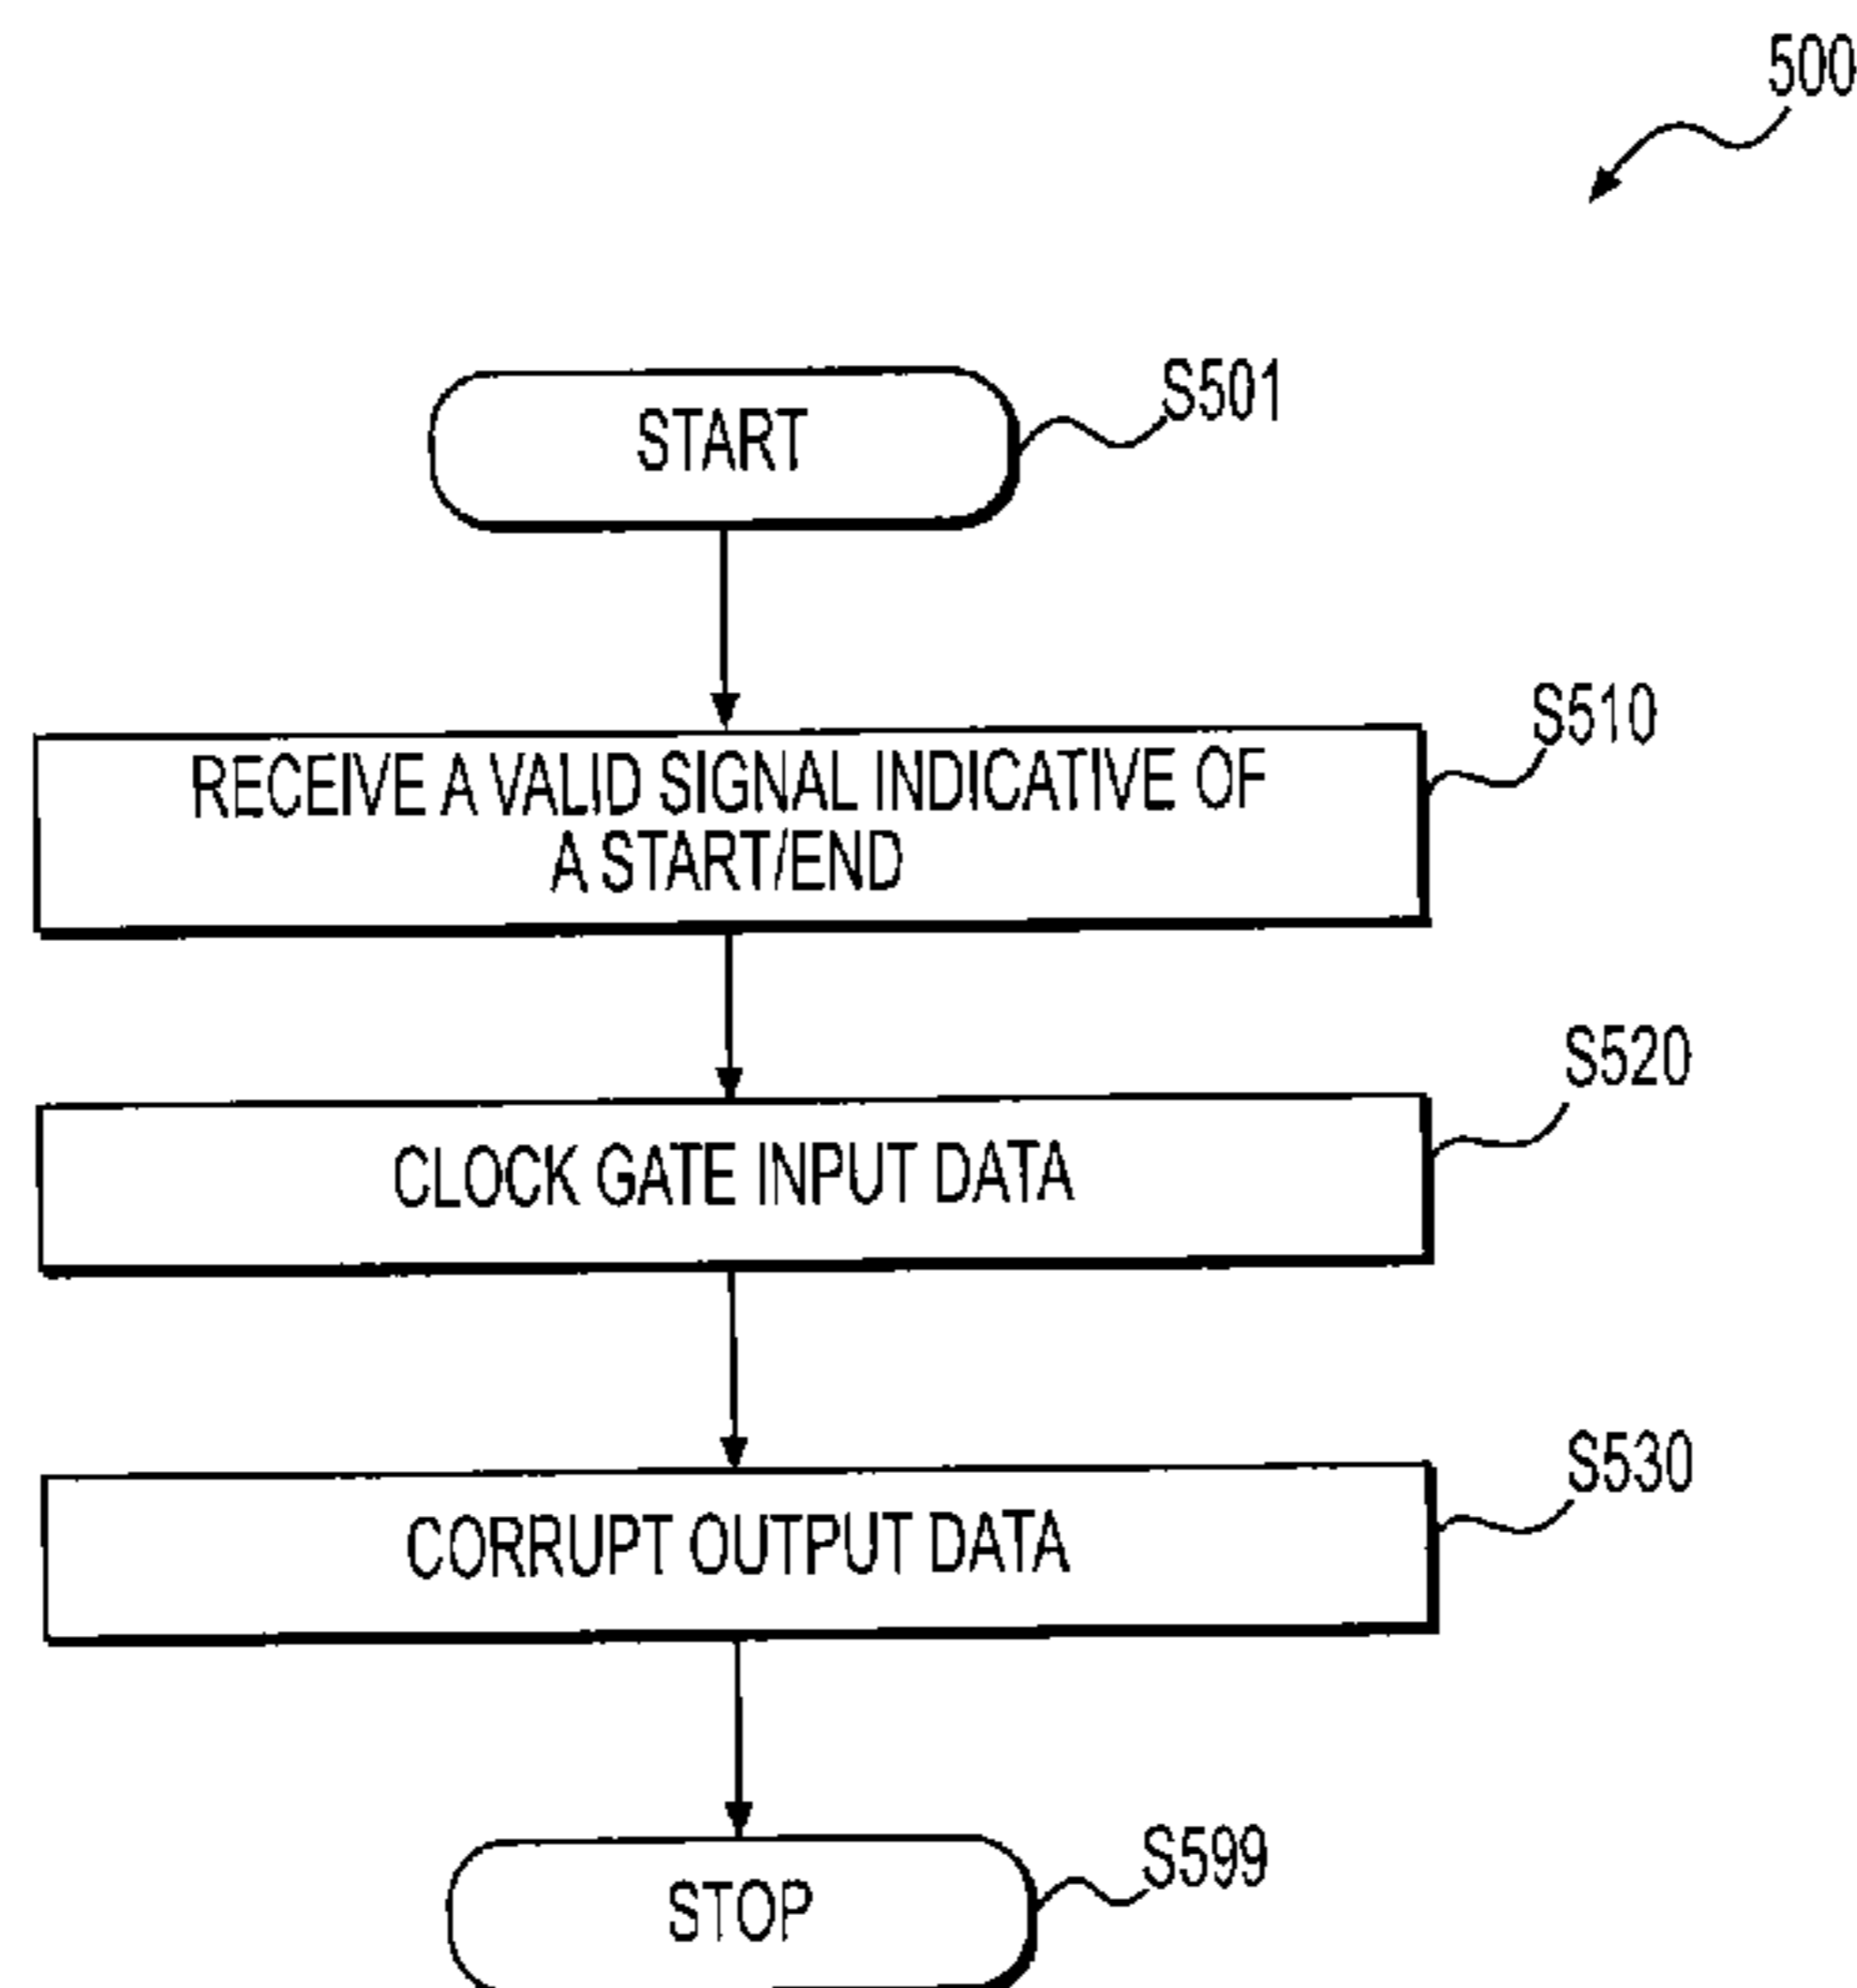 500
START
S501
RECEIVE A VALID SIGNAL INDICATIVE OF
A START/END
S510
CLOCK GATE INPUT DATA
S520
CORRUPT OUTPUT DATA
S530
STOP
S599